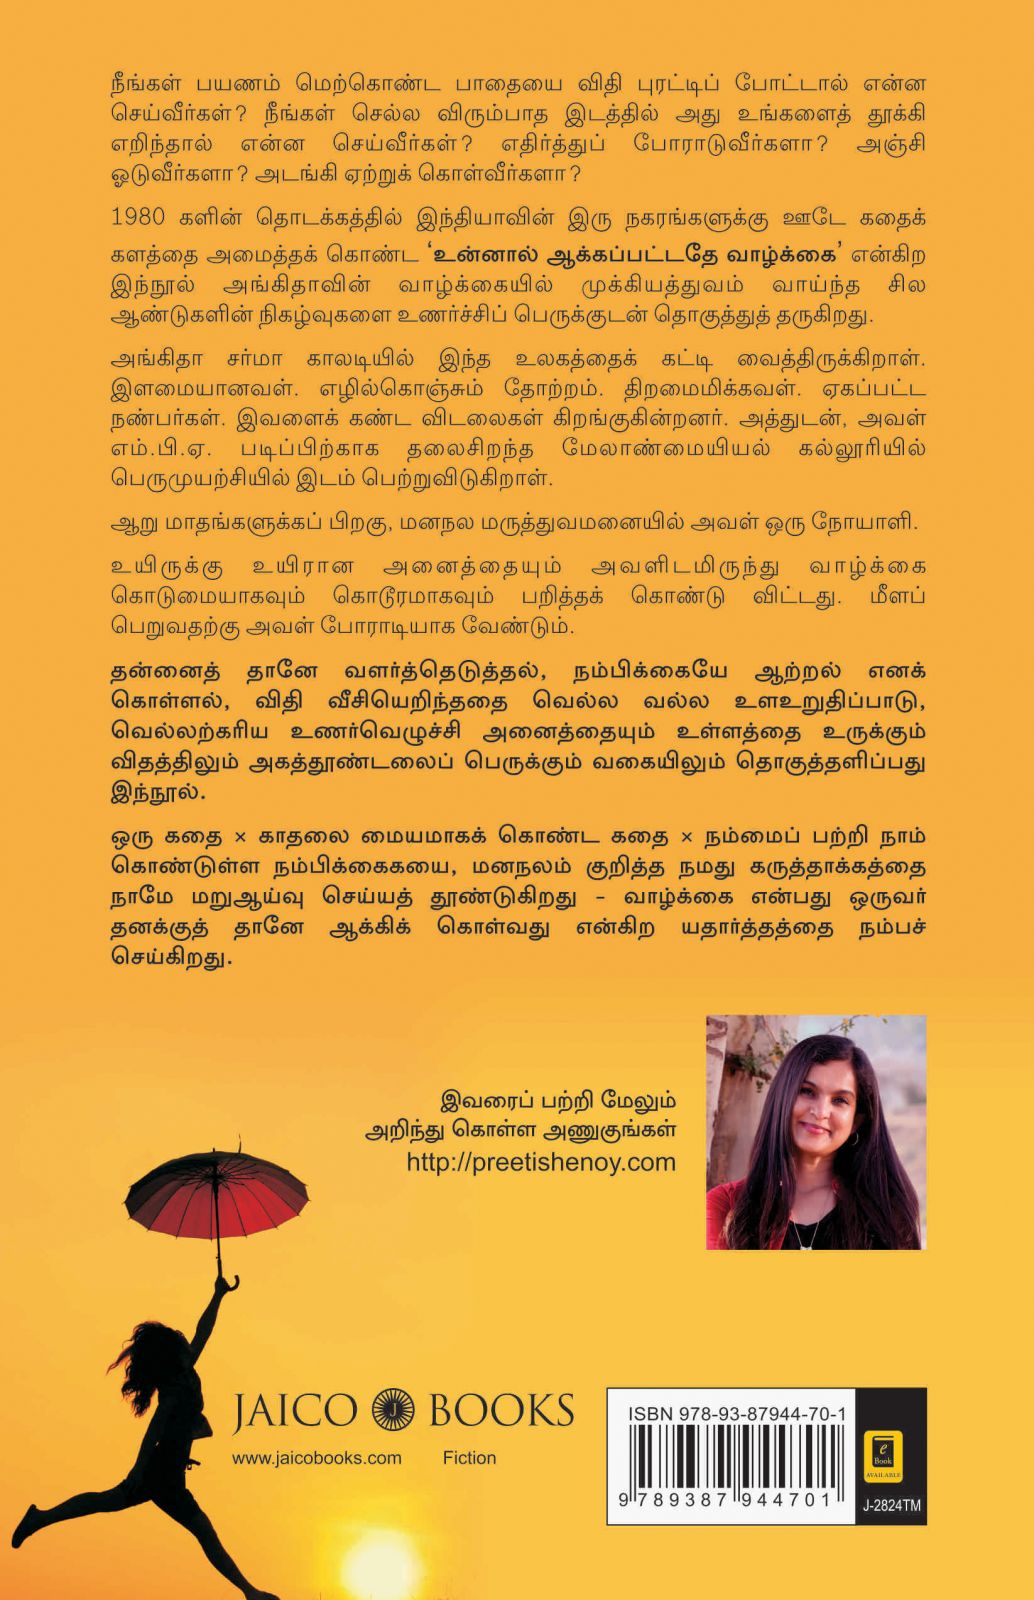 நீங்கள் பயணம் மெற்கொண்ட பாதையை விதி புரட்டிப் போட்டால் என்ன
செய்வீர்கள்? நீங்கள் செல்ல விரும்பாத இடத்தில் அது உங்களைத் தூக்கி
எறிந்தால் என்ன செய்வீர்கள்? எதிர்த்துப் போராடுவீர்களா? அஞ்சி
ஓடுவீர்களா? அடங்கி ஏற்றுக் கொள்வீர்களா?
1980 களின் தொடக்கத்தில் இந்தியாவின் இரு நகரங்களுக்கு ஊடே கதைக்
களத்தை அமைத்தக் கொண்ட ‘உன்னால் ஆக்கப்பட்டதே வாழ்க்கை’ என்கிற
இந்நூல் அங்கிதாவின் வாழ்க்கையில் முக்கியத்துவம் வாய்ந்த சில
ஆண்டுகளின் நிகழ்வுகளை உணர்ச்சிப் பெருக்குடன் தொகுத்துத் தருகிறது.
அங்கிதா சர்மா காலடியில் இந்த உலகத்தைக் கட்டி வைத்திருக்கிறாள்.
இளமையானவள். எழில்கொஞ்சும் தோற்றம். திறமைமிக்கவள். ஏகப்பட்ட
நண்பர்கள். இவளைக் கண்ட விடலைகள் கிறங்குகின்றனர். அத்துடன், அவள்
எம்.பி.ஏ. படிப்பிற்காக தலைசிறந்த மேலாண்மையியல் கல்லூரியில்
பெருமுயற்சியில் இடம் பெற்றுவிடுகிறாள்.
ஆறு மாதங்களுக்கப் பிறகு, மனநல மருத்துவமனையில் அவள் ஒரு நோயாளி.
உயிருக்கு உயிரான அனைத்தையும் அவளிடமிருந்து வாழ்க்கை
கொடுமையாகவும் கொடூரமாகவும் பறித்தக் கொண்டு விட்டது. மீளப்
பெறுவதற்கு அவள் போராடியாக வேண்டும்.
தன்னைத் தானே வளர்த்தெடுத்தல், நம்பிக்கையே ஆற்றல் எனக்
கொள்ளல், விதி வீசியெறிந்ததை வெல்ல வல்ல உளஉறுதிப்பாடு,
வெல்லற்கரிய உணர்வெழுச்சி அனைத்தையும் உள்ளத்தை உருக்கும்
விதத்திலும் அகத்தூண்டலைப் பெருக்கும் வகையிலும் தொகுத்தளிப்பது
இந்நூல்.
ஒரு கதை × காதலை மையமாகக் கொண்ட கதை × நம்மைப் பற்றி நாம்
கொண்டுள்ள நம்பிக்கைகயை, மனநலம் குறித்த நமது கருத்தாக்கத்தை
நாமே மறுஆய்வு செய்யத் தூண்டுகிறது – வாழ்க்கை என்பது ஒருவர்
தனக்குத் தானே ஆக்கிக் கொள்வது என்கிற யதார்த்தத்தை நம்பச்
செய்கிறது.
இவரைப் பற்றி மேலும்
அறிந்து கொள்ள அணுகுங்கள்
http://preetishenoy.com
JAICO J BOOKS
www.jaicobooks.com Fiction
ISBN 978-93-87944-70-1
9 789387 944701
e
Book
AVAILABLE
J-2824TM